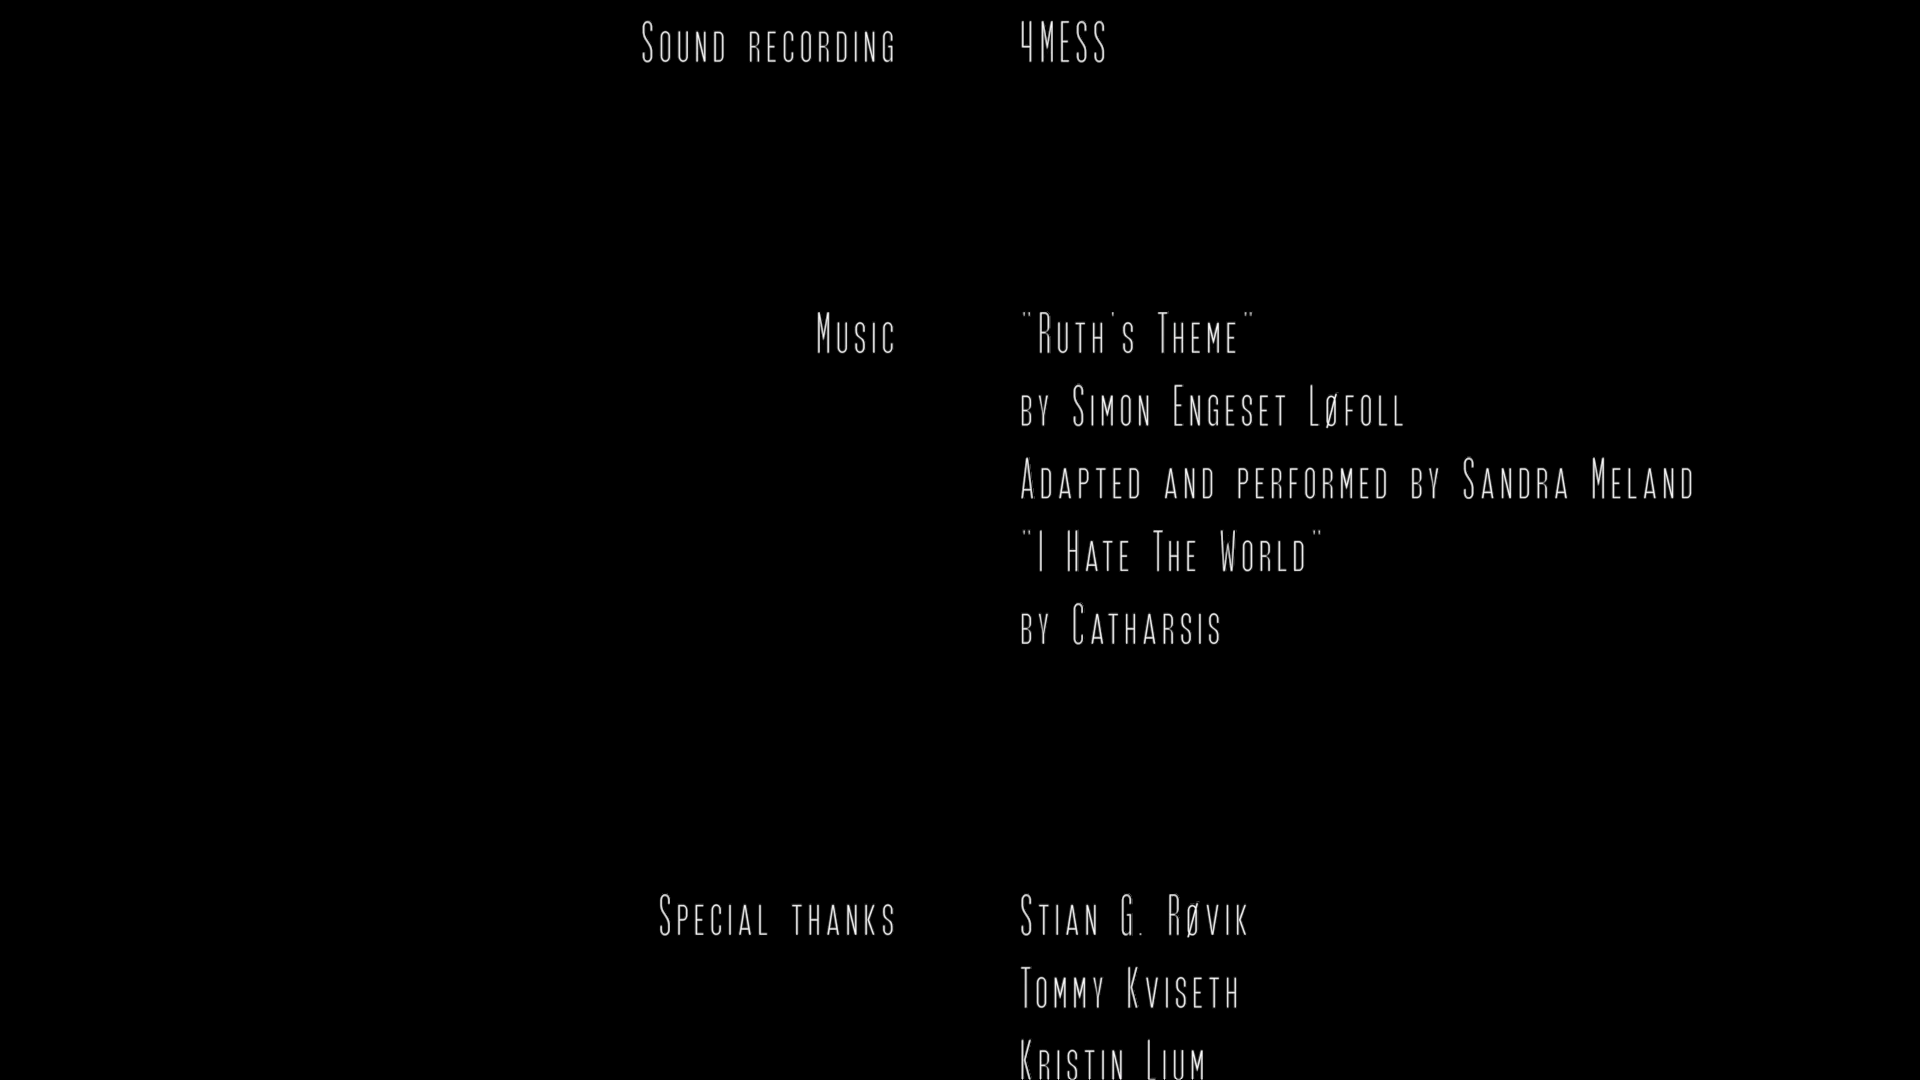 Sound recording 4MESS
Music "Ruth's Theme"
by Simon Engeset Løfoll
Adapted and performed by Sandra Meland
"I Hate The World"
by Catharsis
Special thanks Stian G. Røvik
Tommy Kviseth
Kristin Lium